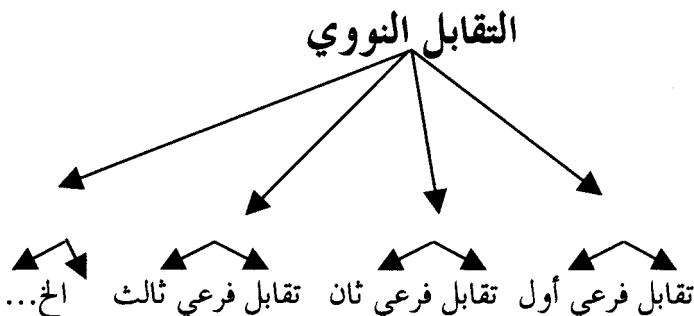 التقابل النووي
تقابل فرعي أول تقابل فرعي ثان تقابل فرعي ثالث الخ...